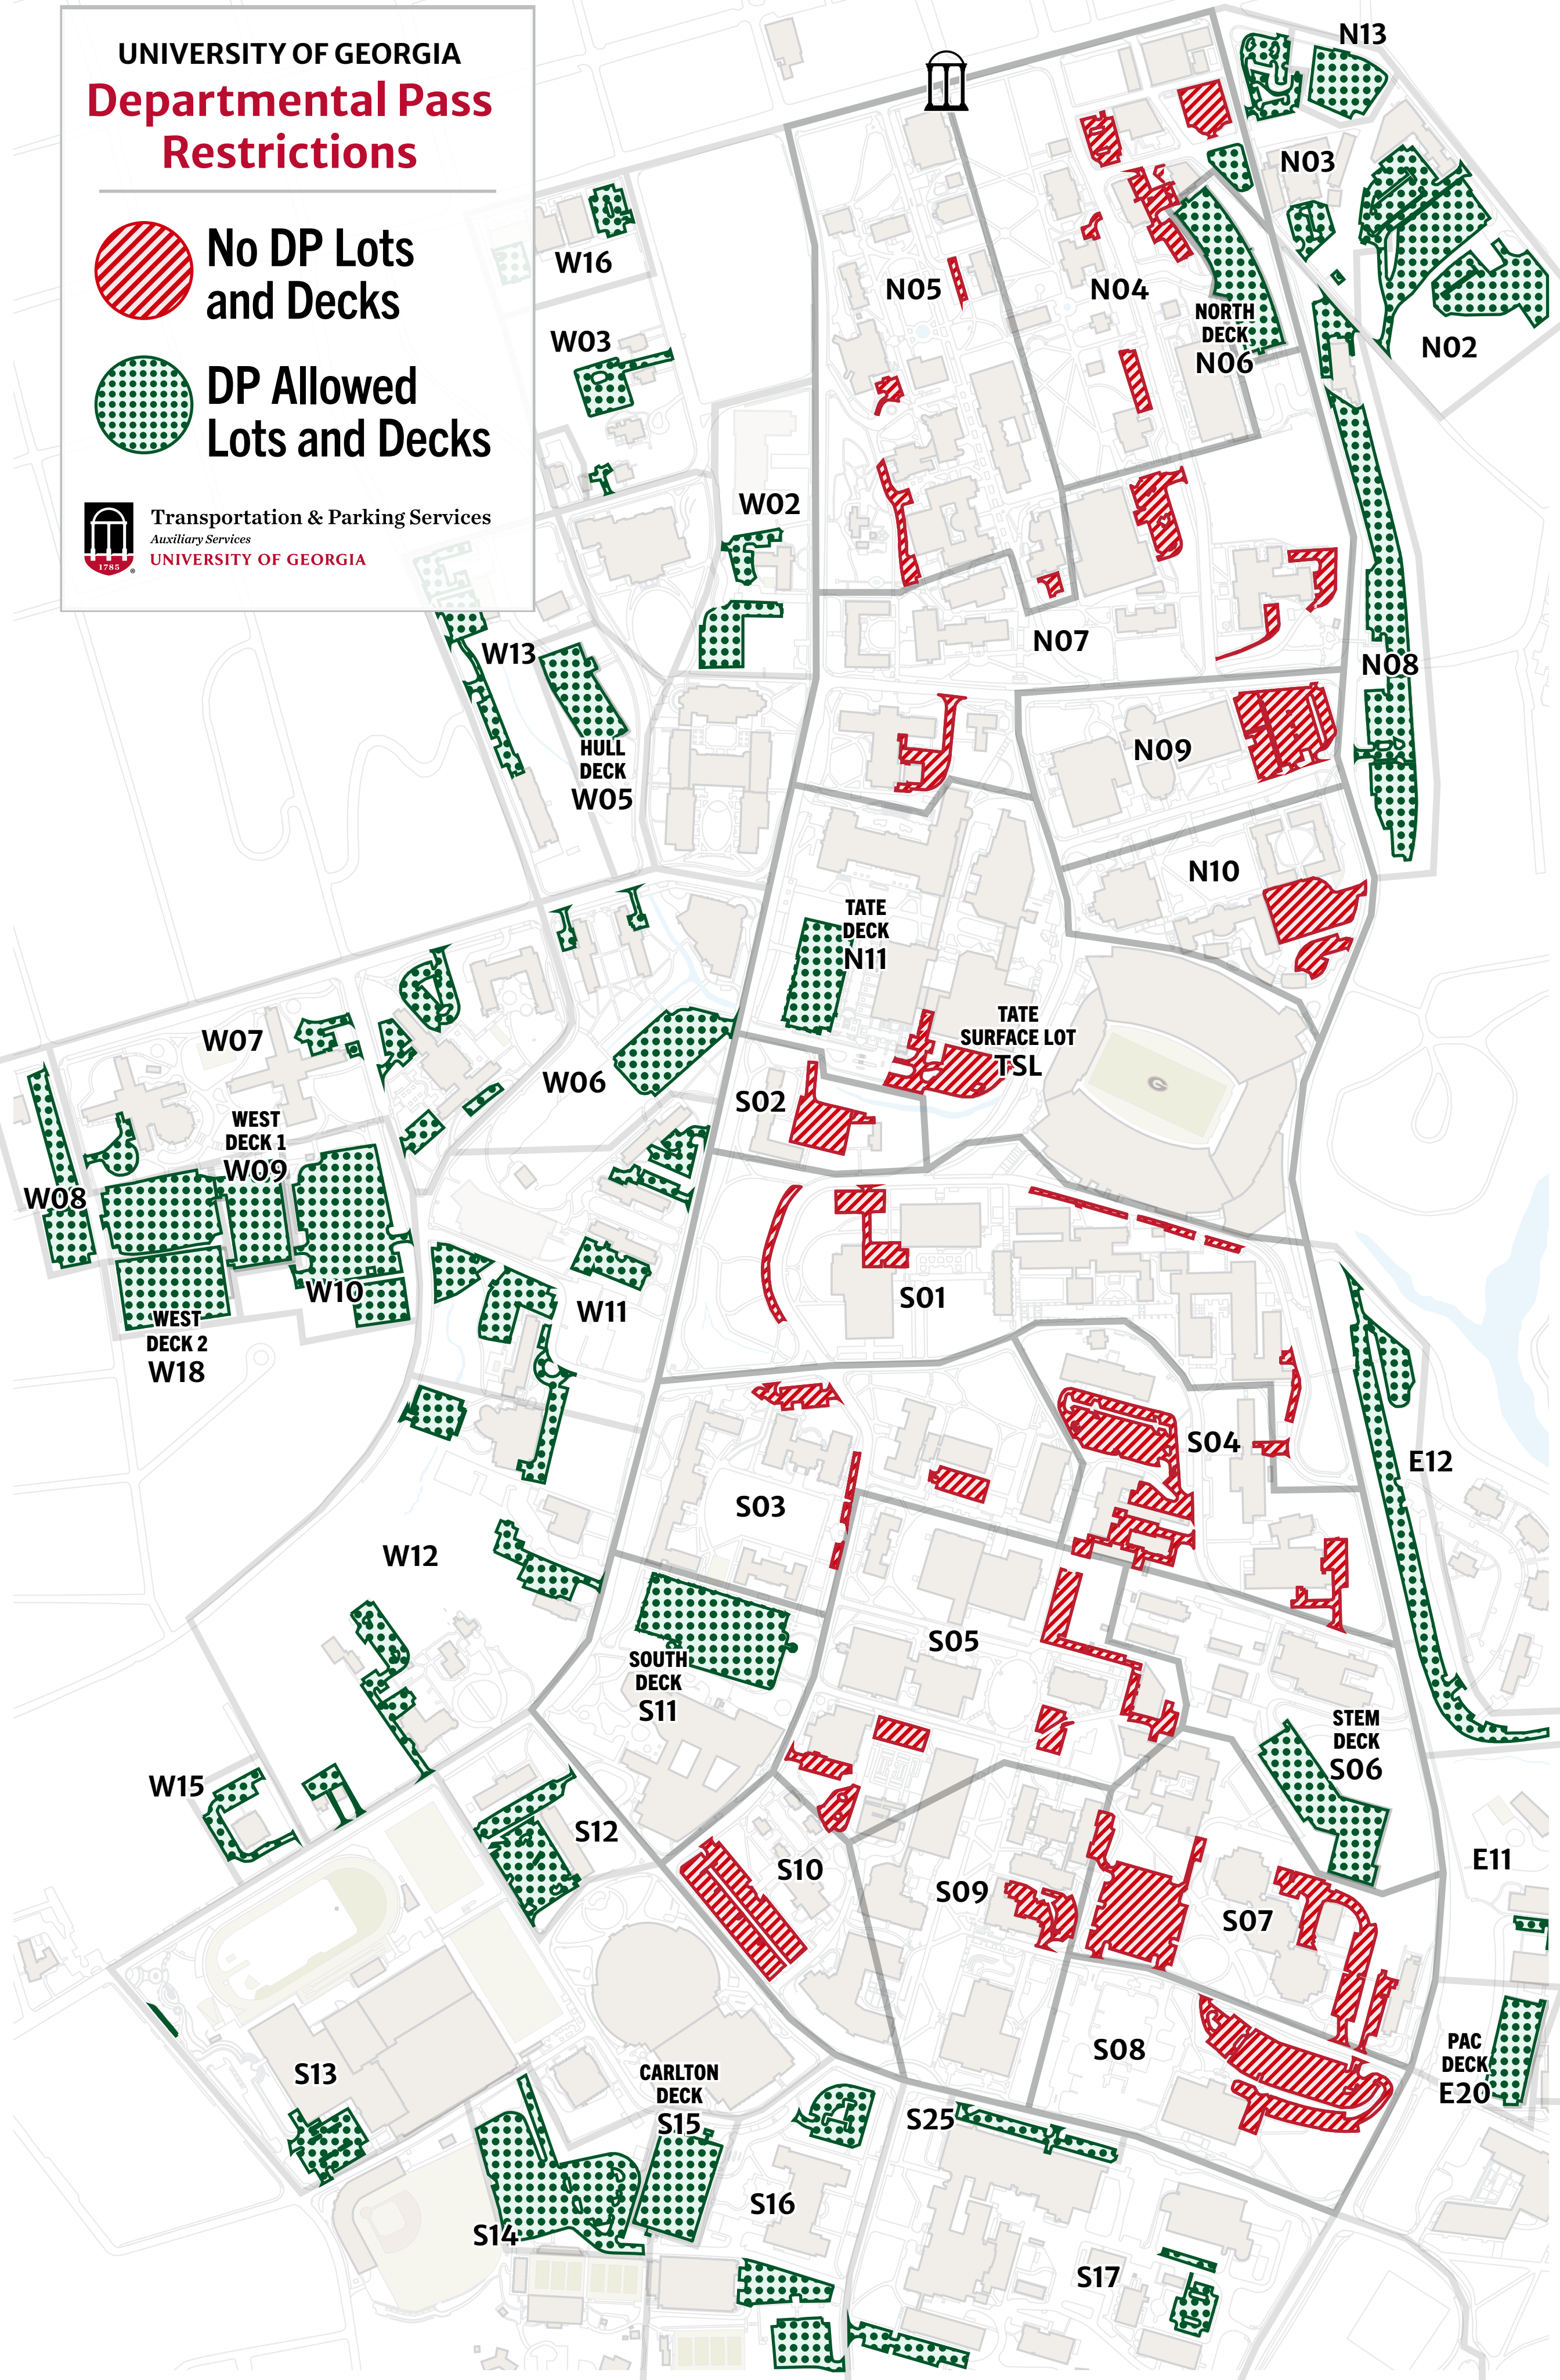 UNIVERSITY OF GEORGIA
Departmental Pass
Restrictions
No DP Lots
and Decks
DP Allowed
Lots and Decks
1785
Transportation & Parking Services
Auxiliary Services
UNIVERSITY OF GEORGIA
N13
N03
W16
N05
N04
NORTH
DECK
N06
N02
W03
W02
N07
W13
N08
HULL
DECK
W05
N09
N10
TATE
DECK
N11
TATE
SURFACE LOT
TSL
W07
W06
S02
G
WEST
DECK 1
W09
W08
W10
W11
S01
WEST
DECK 2
W18
S04
E12
S03
W12
S05
SOUTH
DECK
S11
STEM
DECK
S06
W15
S12
S10
E11
S09
S07
S08
PAC
DECK
E20
S13
CARLTON
DECK
S15
S25
S16
S14
S17